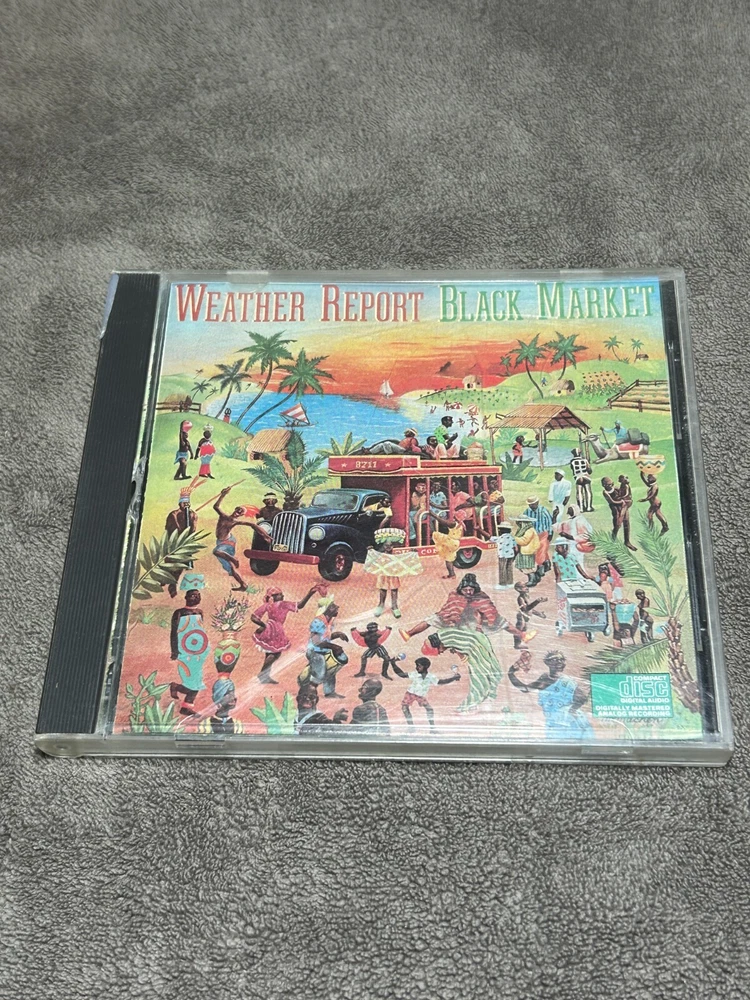 WEATHER REPORT BLACK MARKET
★ 8711 ★
COMPACT
disc
DIGITAL AUDIO
DIGITALLY MASTERED
ANALOG RECORDING